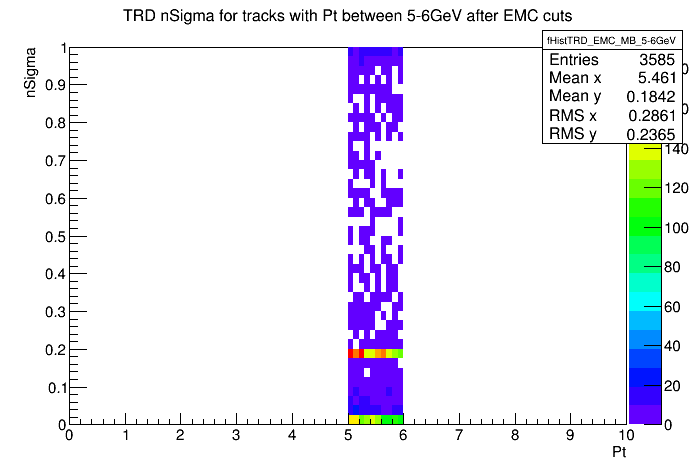 TRD nSigma for tracks with Pt between 5-6GeV after EMC cuts
fHistTRD_EMC_MB_5-6GeV
Entries 3585
Mean x 5.461
Mean y 0.1842
RMS x 0.2861
RMS y 0.2365
nSigma
1
0.9
0.8
0.7
0.6
0.5
0.4
0.3
0.2
0.1
0
0 1 2 3 4 5 6 7 8 9 10
Pt
140
120
100
80
60
40
20
0